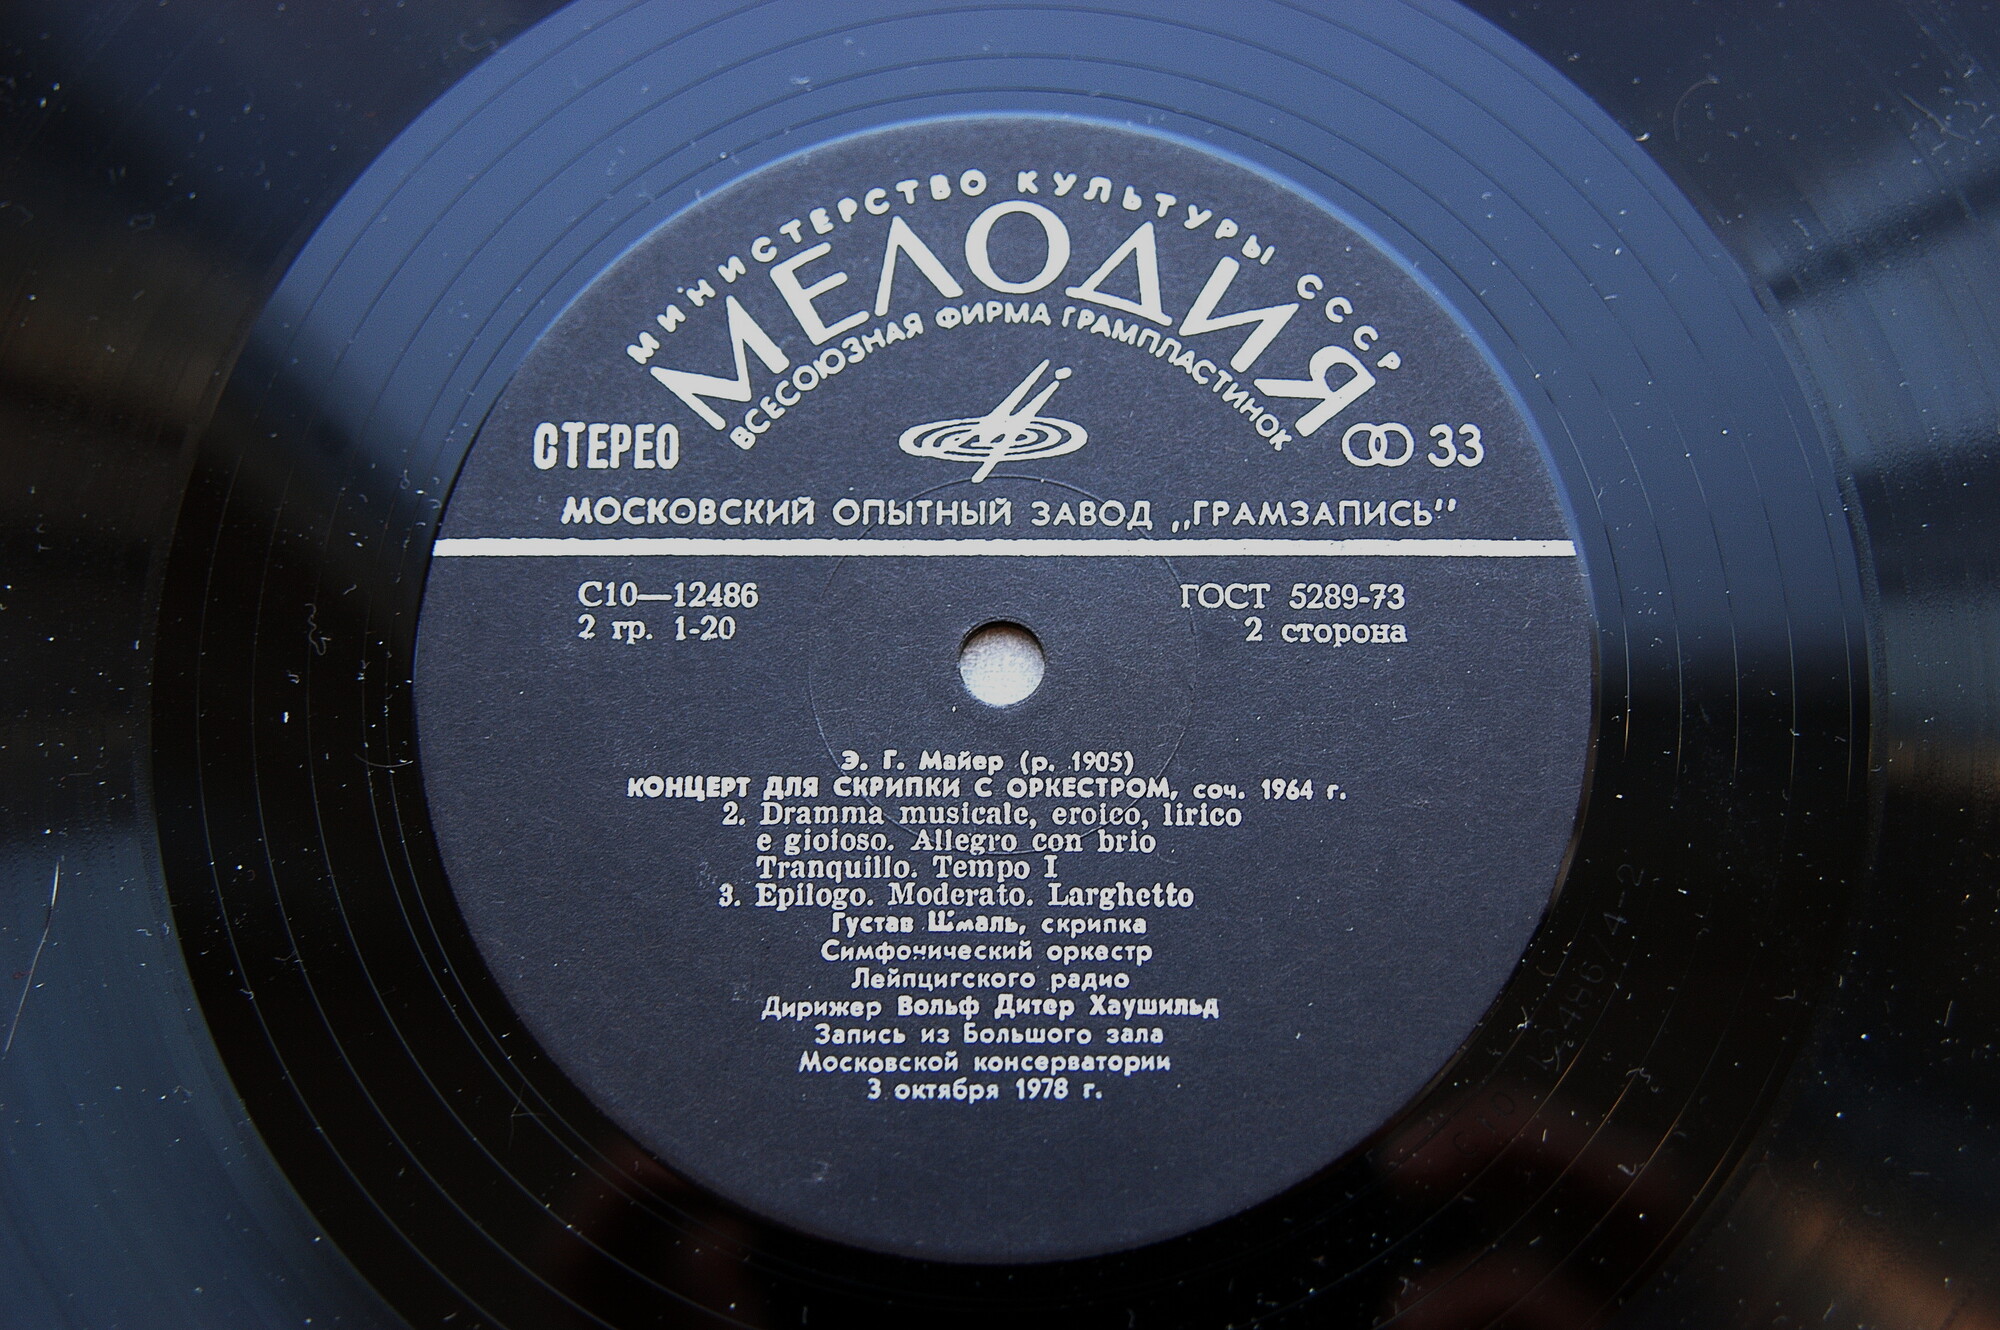 МИНИСТЕРСТВО КУЛЬТУРЫ СССР
МЕЛОДИЯ
ВСЕСОЮЗНАЯ ФИРМА ГРАМПЛАСТИНОК
СТЕРЕО 33
МОСКОВСКИЙ ОПЫТНЫЙ ЗАВОД „ГРАМЗАПИСЬ"
С10—12486 ГОСТ 5289-73
2 гр. 1-20 2 сторона
Э. Г. Майер (р. 1905)
КОНЦЕРТ ДЛЯ СКРИПКИ С ОРКЕСТРОМ, соч. 1964 г.
2. Dramma musicale, eroico, lirico
e gioioso. Allegro con brio
Tranquillo. Tempo I
3. Epilogo. Moderato. Larghetto
Густав Шмаль, скрипка
Симфонический оркестр
Лейпцигского радио
Дирижер Вольф Дитер Хаушильд
Запись из Большого зала
Московской консерватории
3 октября 1978 г.